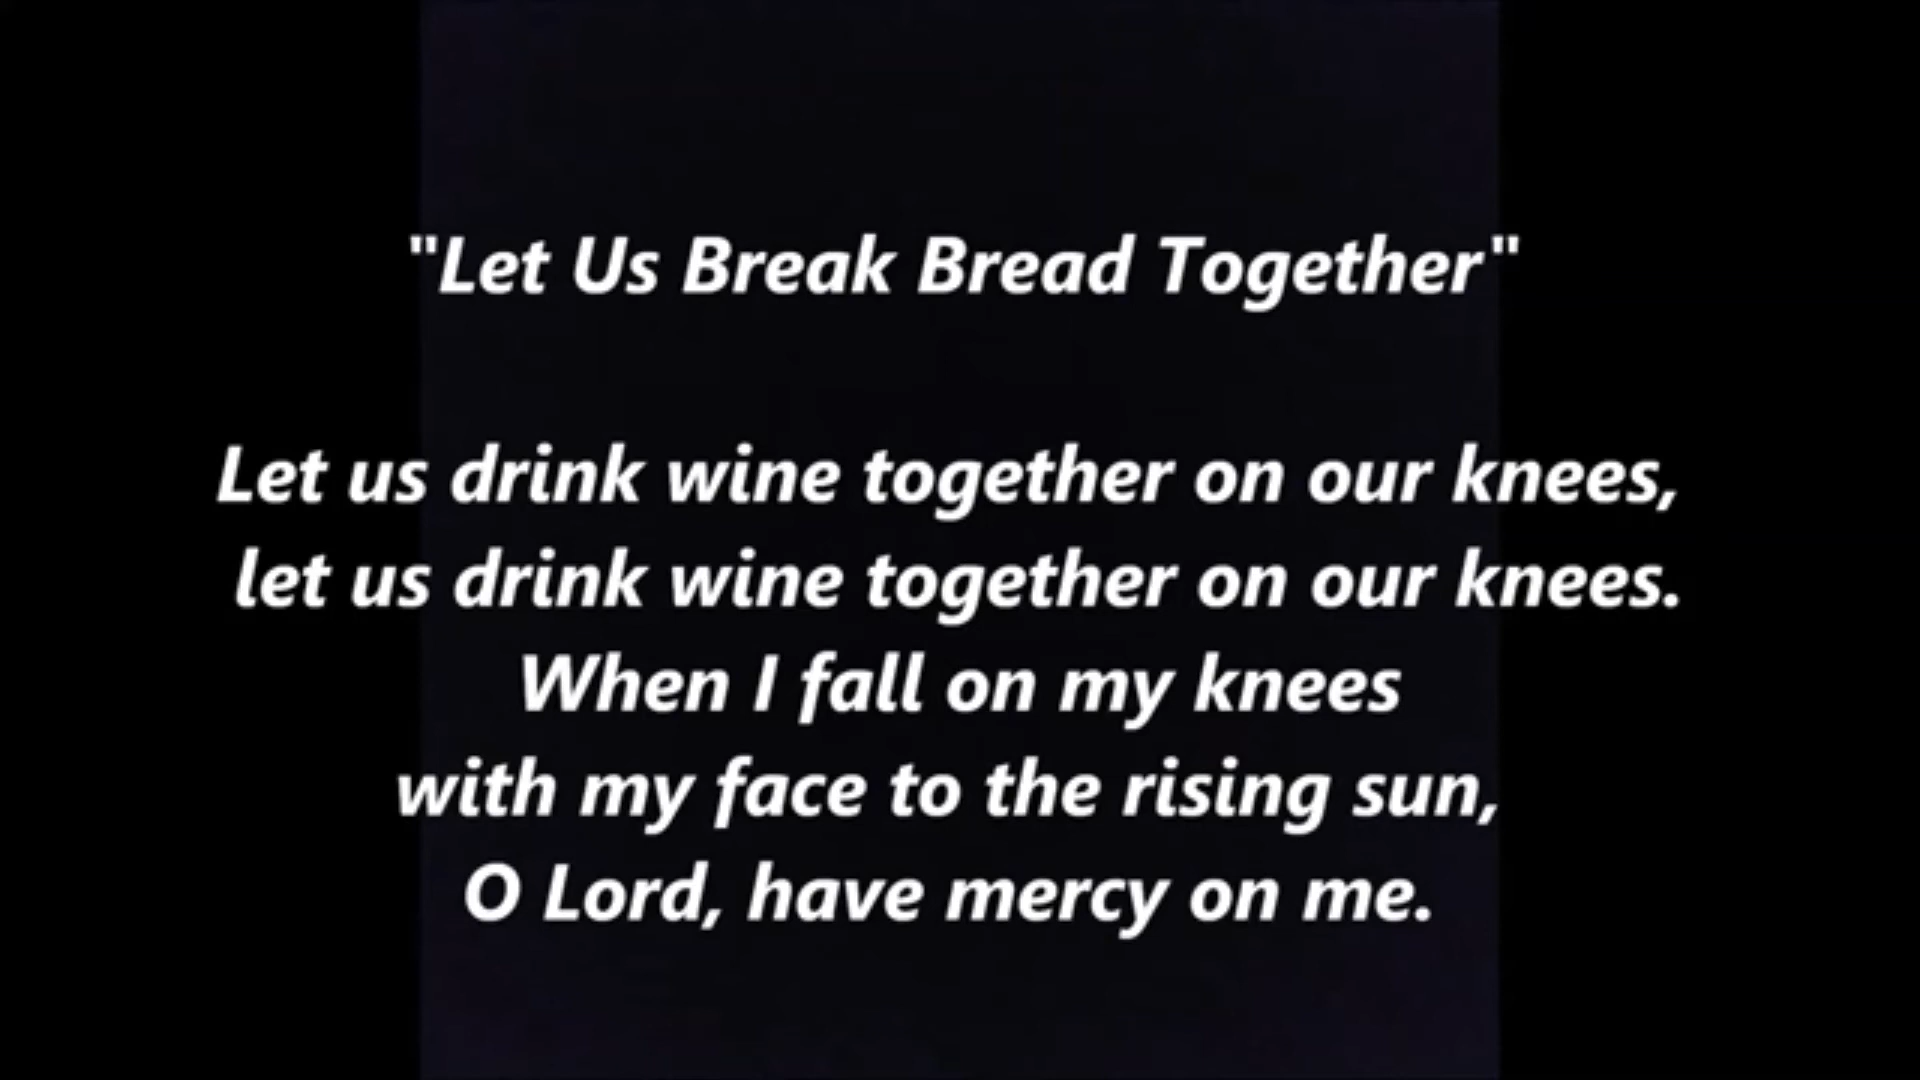 "Let Us Break Bread Together"
Let us drink wine together on our knees,
let us drink wine together on our knees.
When I fall on my knees
with my face to the rising sun,
O Lord, have mercy on me.